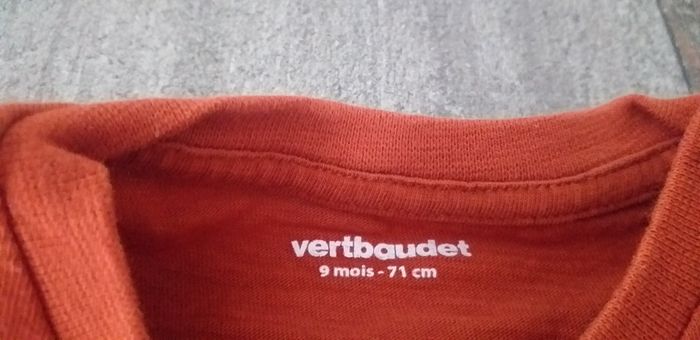 vertbaudet
9 mois - 71 cm